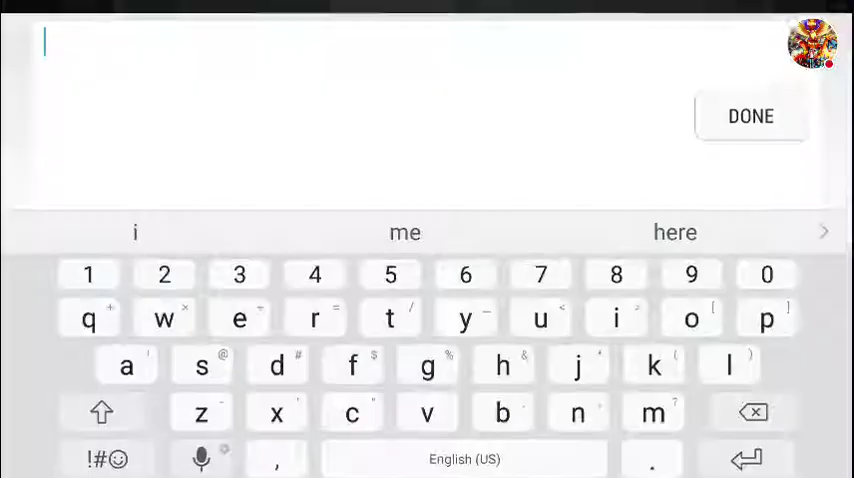 DONE
i me here
1 2 3 4 5 6 7 8 9 0
q w e r t y u i o p
a s d f g h j k l
z x c v b n m
!#☺ , English (US) .